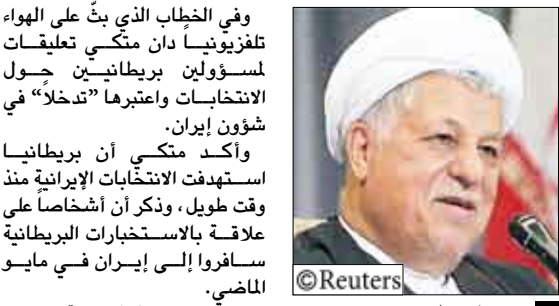 وفي الخطاب الذي بثّ على الهواء
تلفزيونياً دان متكي تعليقات
لمسؤولين بريطانيين حول
الانتخابات واعتبرها ”تدخلاً“ في
شؤون إيران.
وأكد متكي أن بريطانيا
استهدفت الانتخابات الإيرانية منذ
وقت طويل، وذكر أن أشخاصاً على
علاقة بالاستخبارات البريطانية
سافروا إلى إيران في مايو
الماضي.
©Reuters